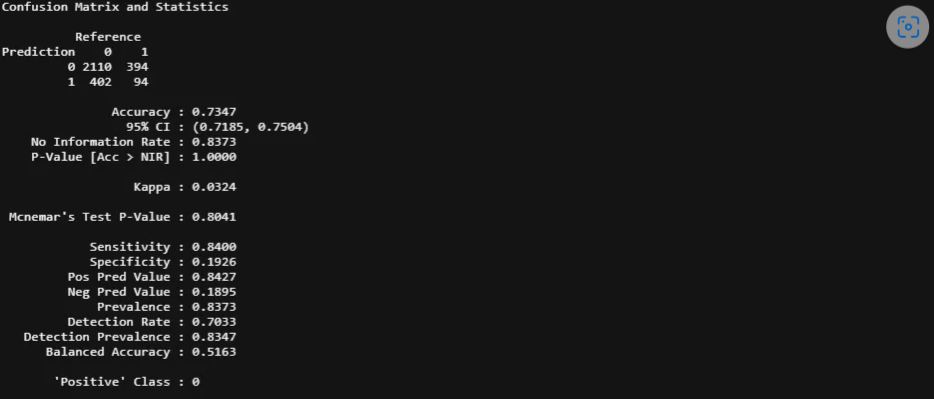 Confusion Matrix and Statistics
Reference
Prediction 0 1
0 2110 394
1 402 94
Accuracy : 0.7347
95% CI : (0.7185, 0.7504)
No Information Rate : 0.8373
P-Value [Acc > NIR] : 1.0000
Kappa : 0.0324
Mcnemar's Test P-Value : 0.8041
Sensitivity : 0.8400
Specificity : 0.1926
Pos Pred Value : 0.8427
Neg Pred Value : 0.1895
Prevalence : 0.8373
Detection Rate : 0.7033
Detection Prevalence : 0.8347
Balanced Accuracy : 0.5163
'Positive' Class : 0